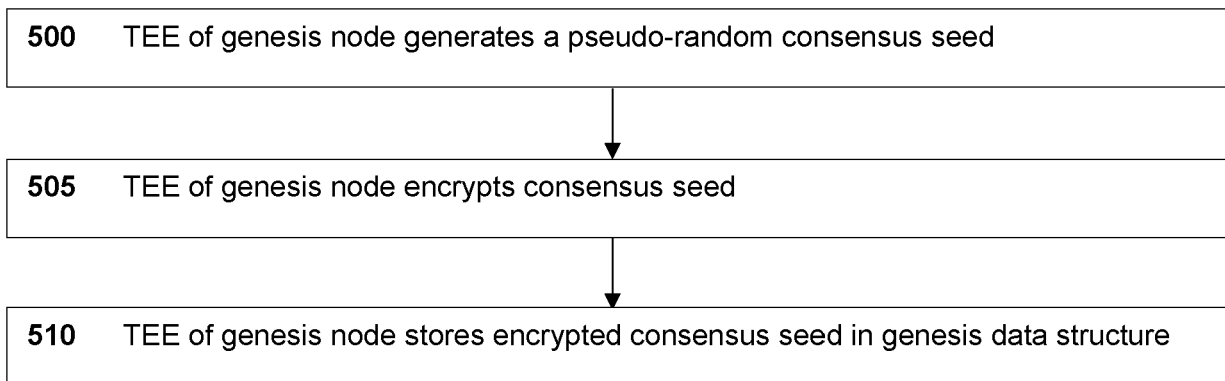 500 TEE of genesis node generates a pseudo-random consensus seed
505 TEE of genesis node encrypts consensus seed
510 TEE of genesis node stores encrypted consensus seed in genesis data structure